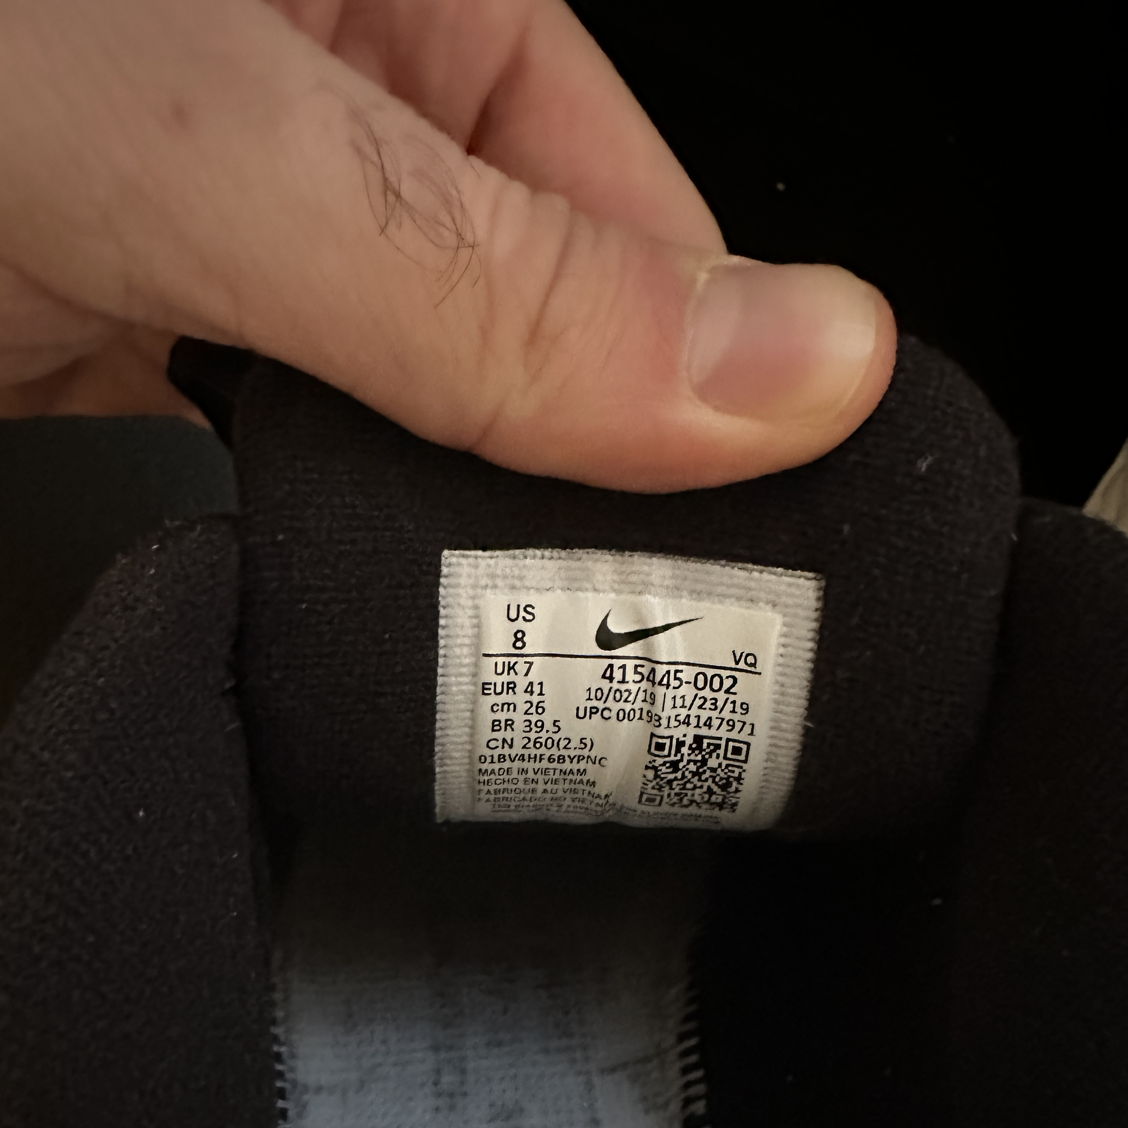 US
8
VQ
UK 7
415445-002
EUR 41
10/02/19 | 11/23/19
cm 26
UPC 00193154147971
BR 39.5
CN 260(2.5)
01BV4HF6BYPNC
MADE IN VIETNAM
HECHO EN VIETNAM
FABRIQUE AU VIETNAM
FABRICADO NO VIETNAM